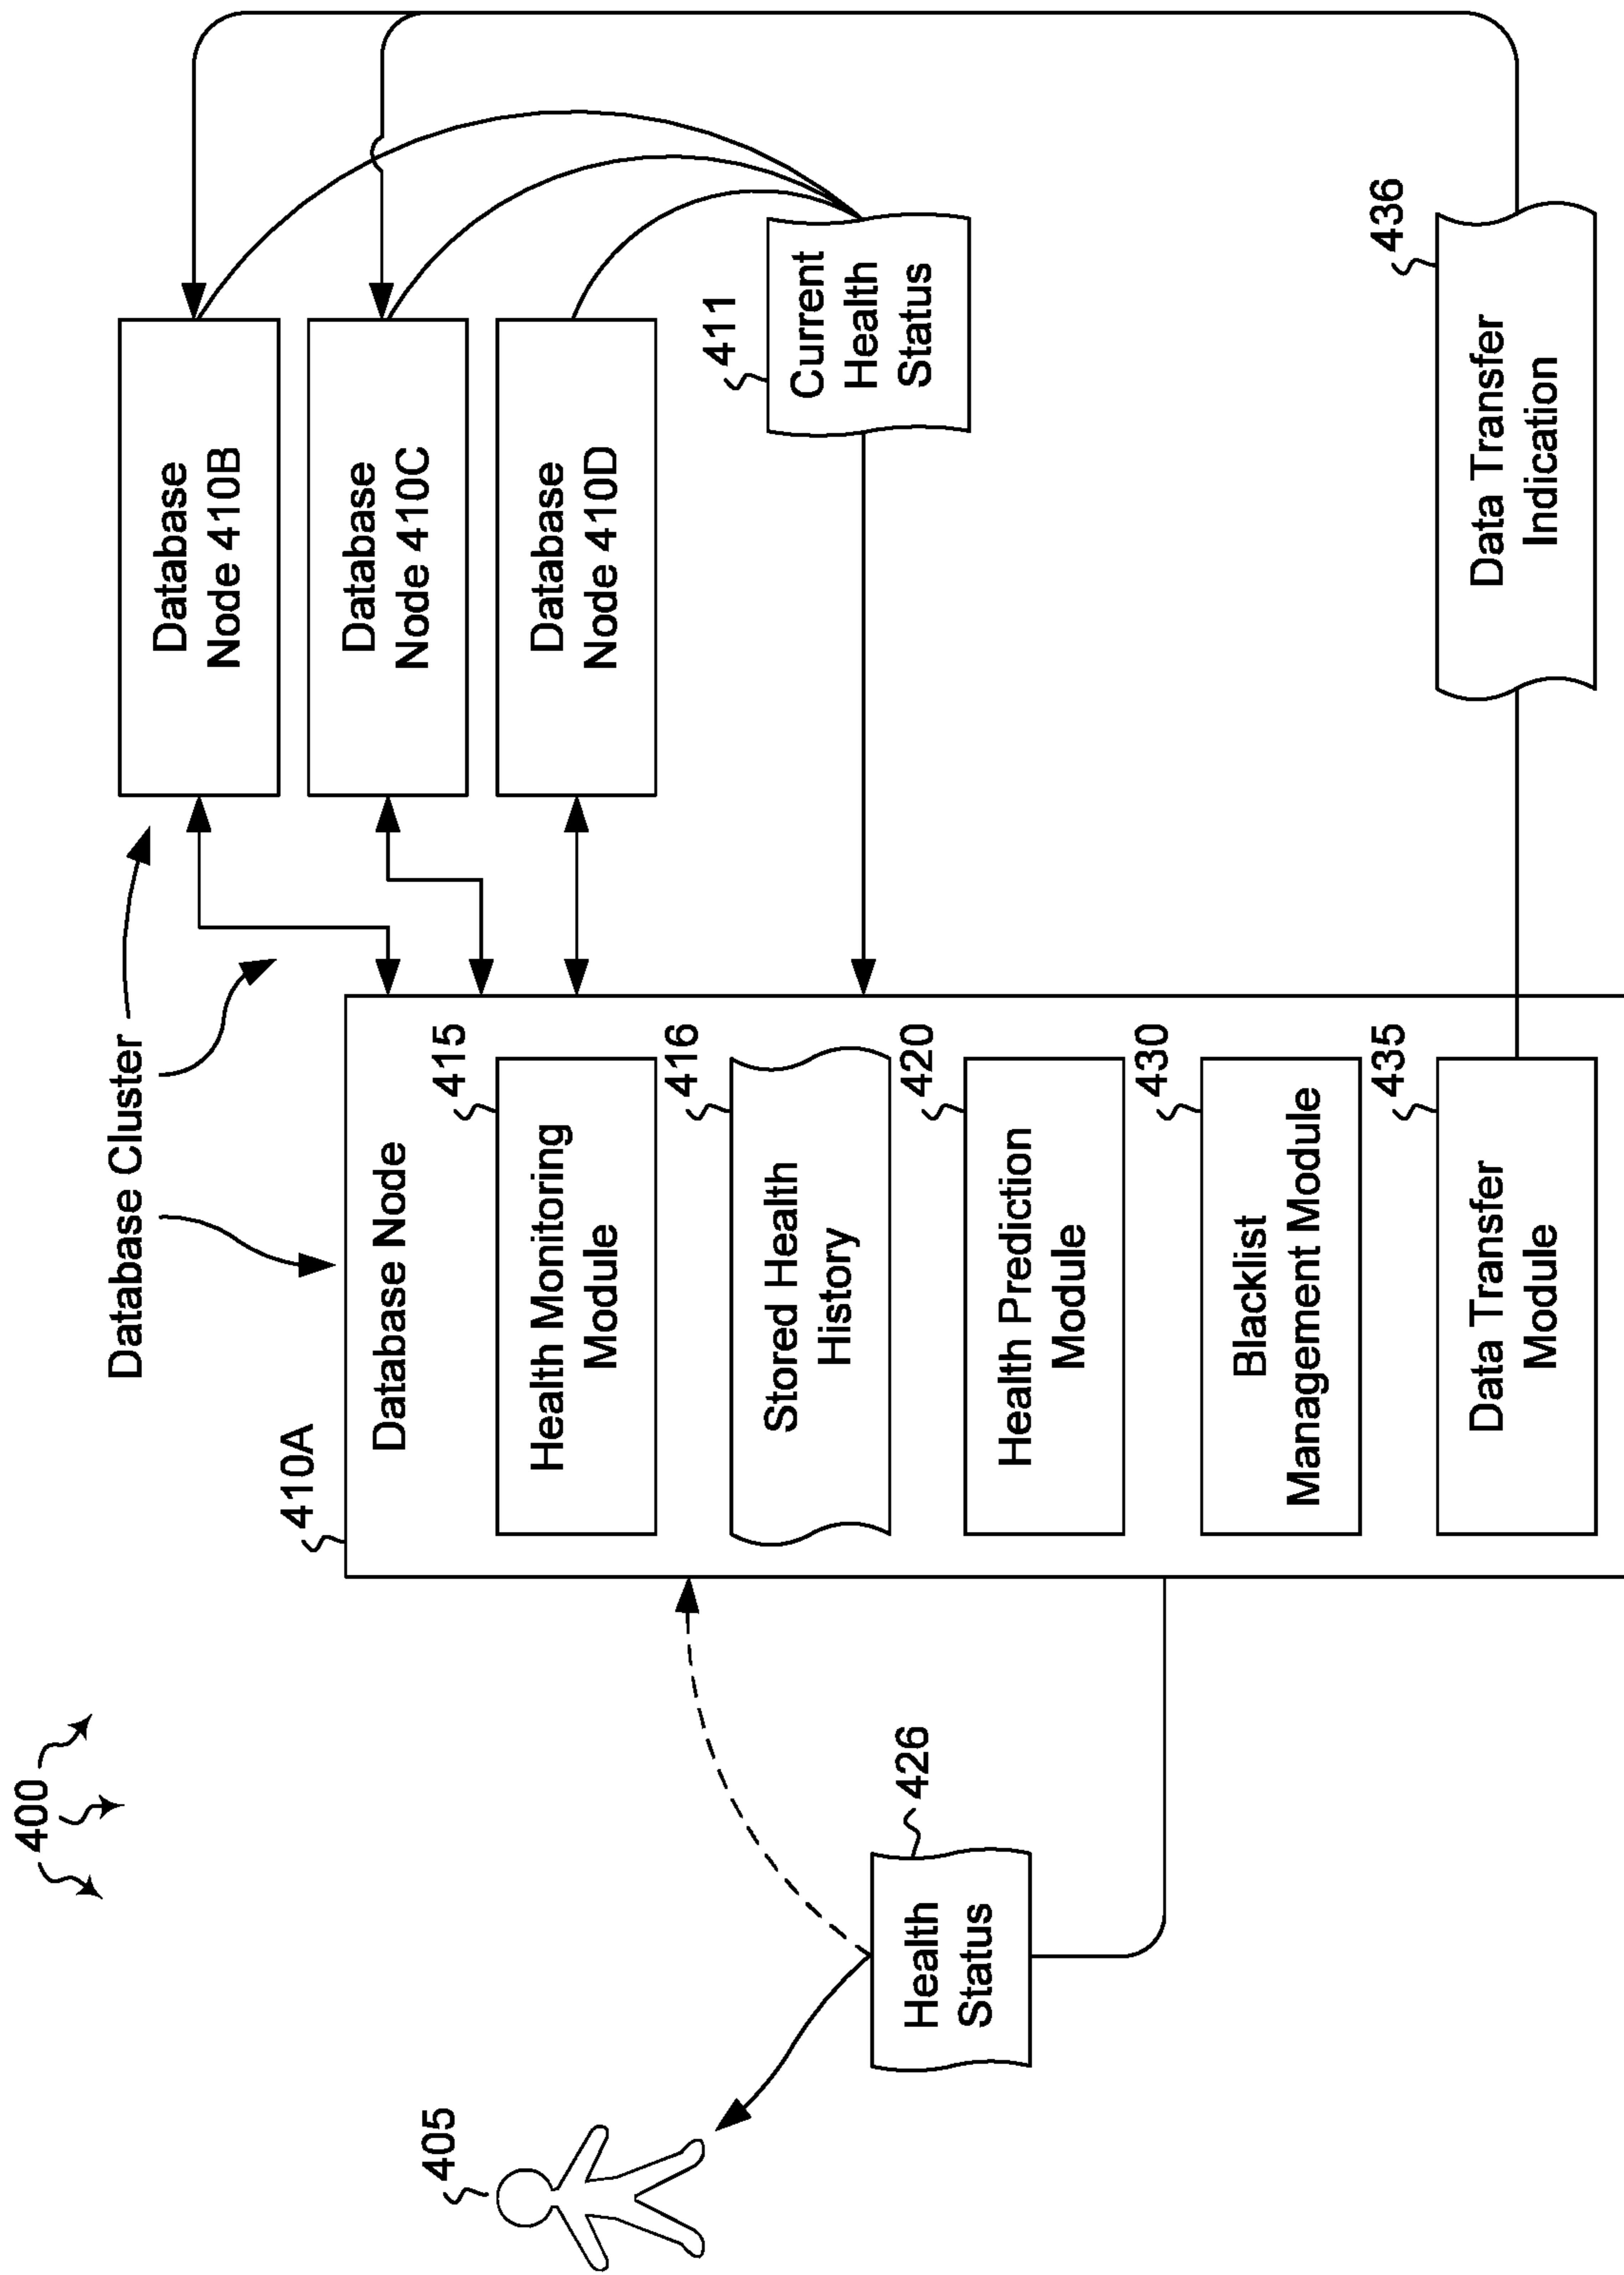 400
405
Health
Status
426
Database Cluster
410A
Database Node
415
Health Monitoring
Module
416
Stored Health
History
420
Health Prediction
Module
430
Blacklist
Management Module
435
Data Transfer
Module
Database
Node 410B
Database
Node 410C
Database
Node 410D
411
Current
Health
Status
436
Data Transfer
Indication